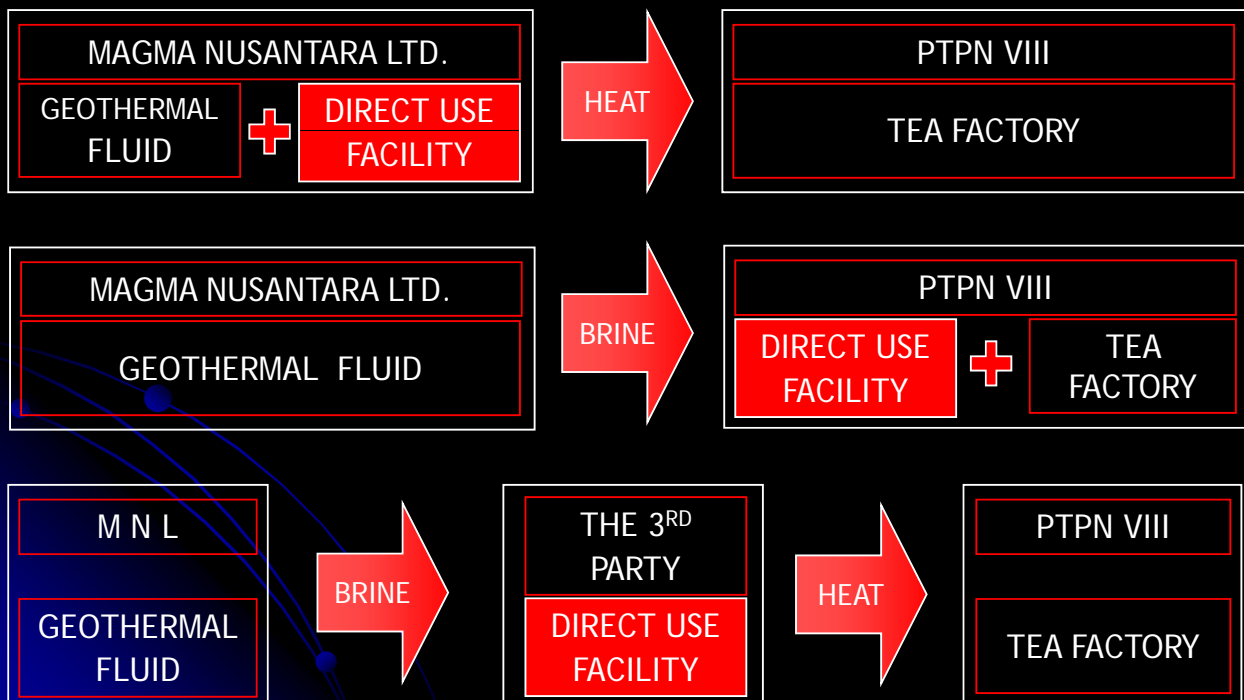 MAGMA NUSANTARA LTD.
GEOTHERMAL
FLUID
DIRECT USE
FACILITY
HEAT
PTPN VIII
TEA FACTORY
MAGMA NUSANTARA LTD.
GEOTHERMAL FLUID
BRINE
PTPN VIII
DIRECT USE
FACILITY
TEA
FACTORY
M N L
GEOTHERMAL
FLUID
BRINE
THE 3RD
PARTY
DIRECT USE
FACILITY
HEAT
PTPN VIII
TEA FACTORY